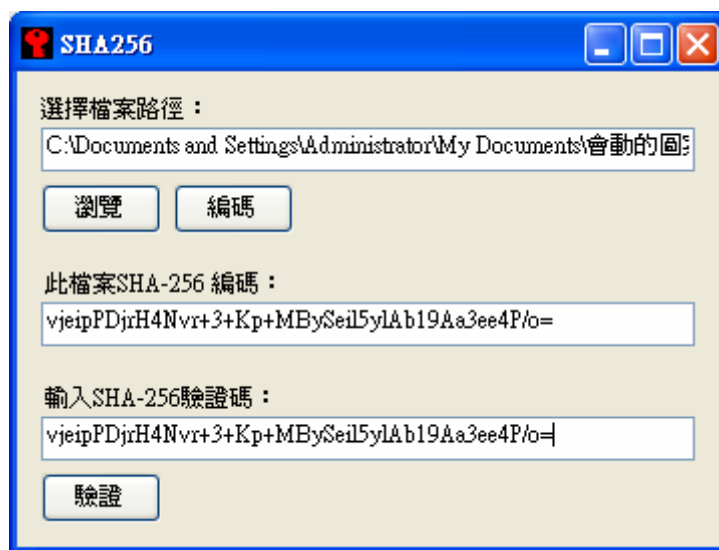 SHA256
選擇檔案路徑：
C:\Documents and Settings\Administrator\My Documents\會動的圖
瀏覽 編碼
此檔案SHA-256 編碼：
vjeipPDjrH4Nvr+3+Kp+MBySeil5ylAb19Aa3ee4P/o=
輸入SHA-256驗證碼：
vjeipPDjrH4Nvr+3+Kp+MBySeil5ylAb19Aa3ee4P/o=
驗證